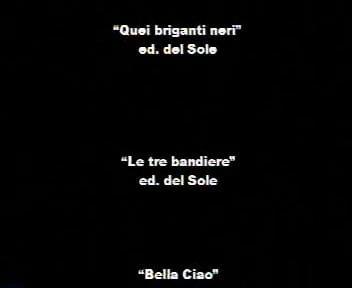 “Quei briganti neri”
ed. del Sole
“Le tre bandiere”
ed. del Sole
“Bella Ciao”